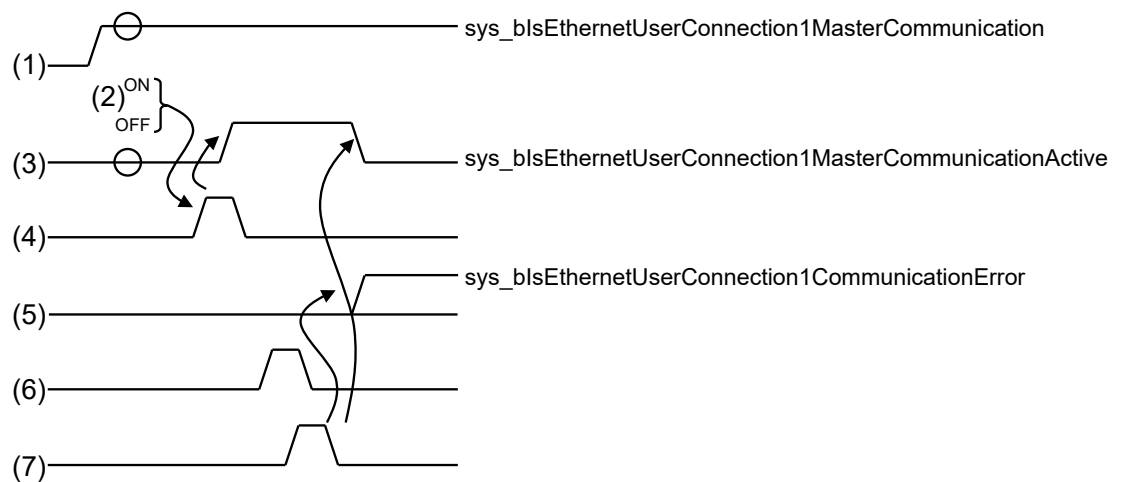 sys_bIsEthernetUserConnection1MasterCommunication
(1)
(2) ON
OFF
(3) sys_bIsEthernetUserConnection1MasterCommunicationActive
(4)
sys_bIsEthernetUserConnection1CommunicationError
(5)
(6)
(7)